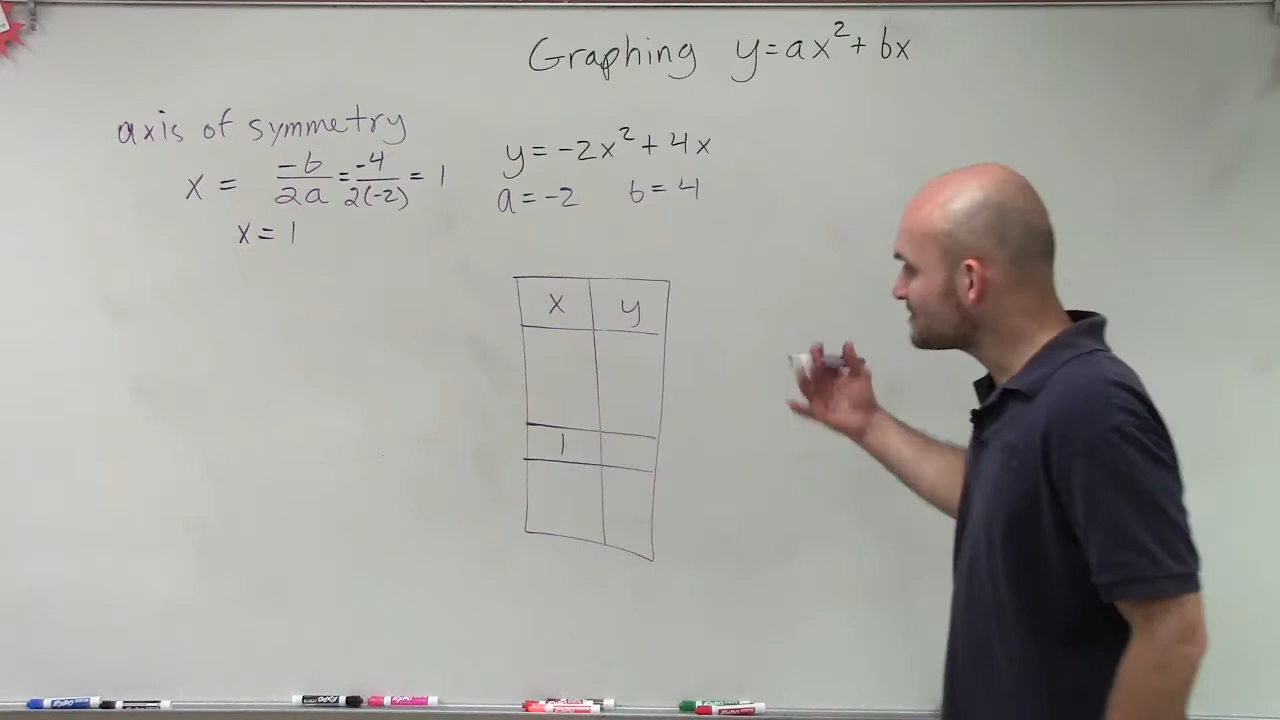 Graphing y=ax²+bx
axis of symmetry
x = -b/2a = -4/2(-2) = 1
x = 1
y = -2x² + 4x
a = -2 b = 4
x y
1